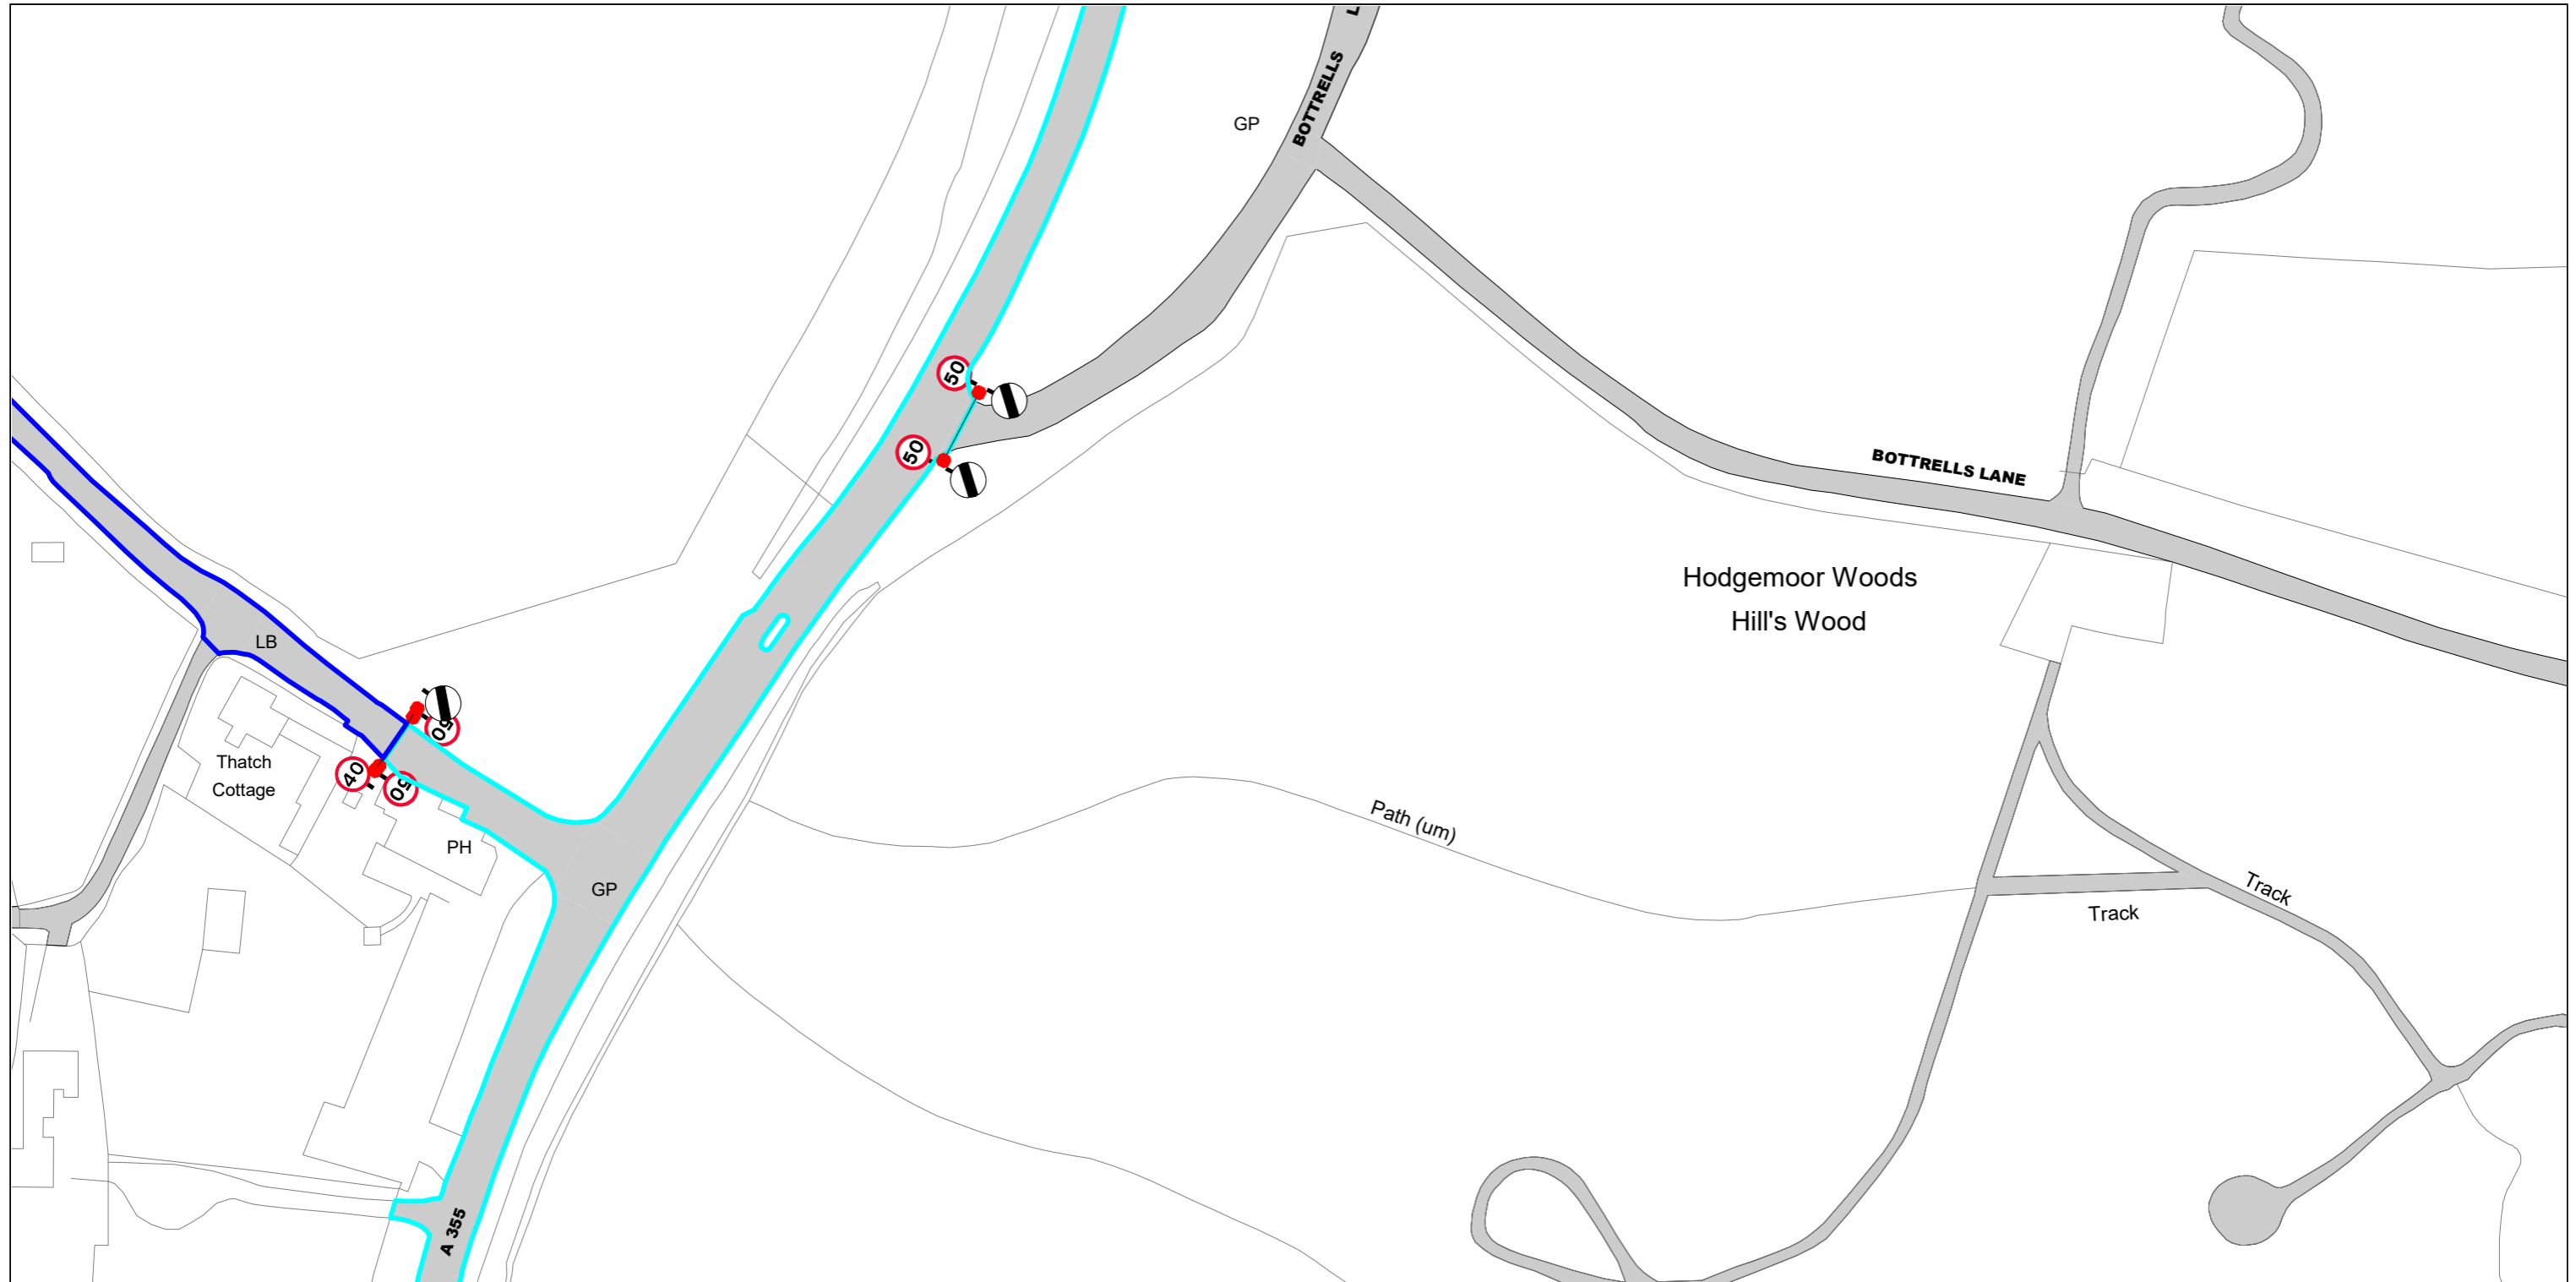 L
BOTTRELLS
GP
50
50
BOTTRELLS LANE
LB
Hodgemoor Woods
Hill's Wood
50
40
50
Thatch
Cottage
PH
Path (um)
GP
Track
Track
A 355